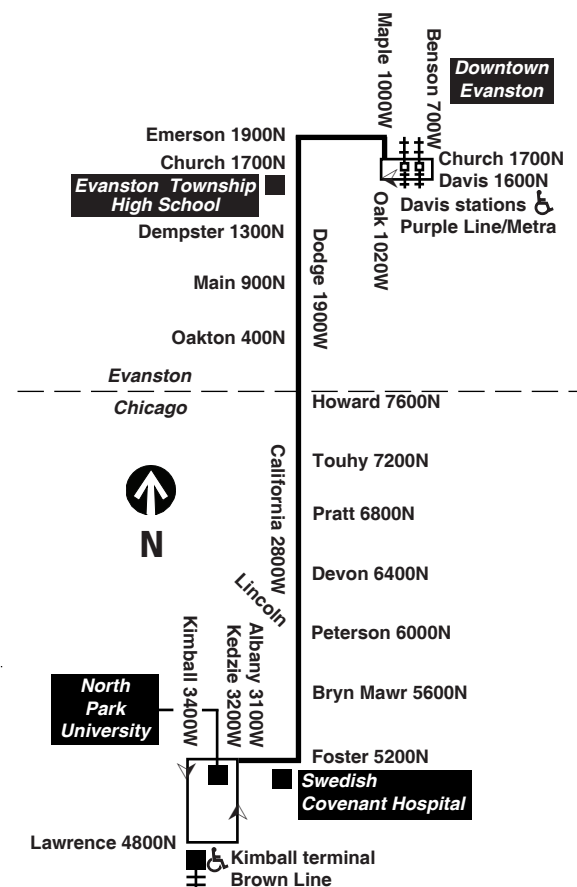 Maple 1000W
Benson 700W
Downtown
Evanston
Emerson 1900N
Church 1700N
Evanston Township
High School
Dempster 1300N
Main 900N
Oakton 400N
Church 1700N
Davis 1600N
Davis stations
Purple Line/Metra
Oak 1020W
Dodge 1900W
Evanston
Chicago
Howard 7600N
Touhy 7200N
Pratt 6800N
Devon 6400N
Peterson 6000N
Bryn Mawr 5600N
Foster 5200N
California 2800W
N
Lincoln
Kimball 3400W
Kedzie 3200W
Albany 3100W
North
Park
University
Swedish
Covenant Hospital
Lawrence 4800N
Kimball terminal
Brown Line